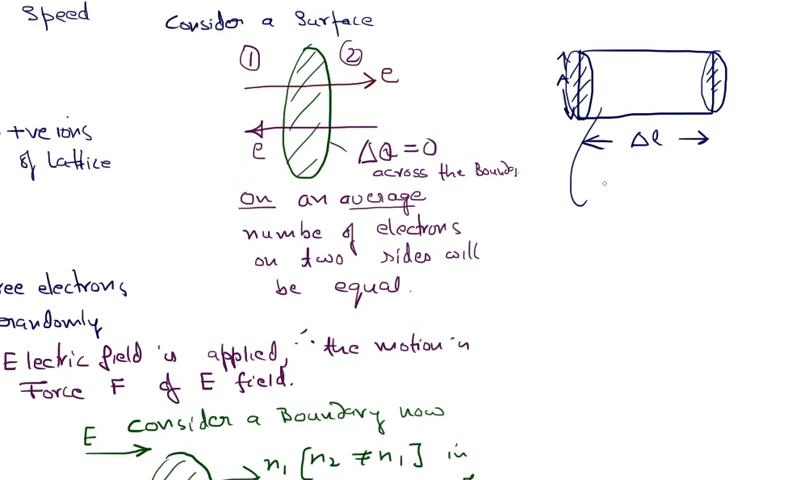 Speed
Consider a Surface
① ②
e
+ve ions
of lattice
e
ΔQ = 0
across the Boundary
On an average
numbe of electrons
on two sides will
be equal.
A
Δl
ree electrons
randomly
Electric field is applied, ∴ the motion is
Force F of E field.
Consider a Boundary now
E
n₁ [n₂ ≠ n₁] in